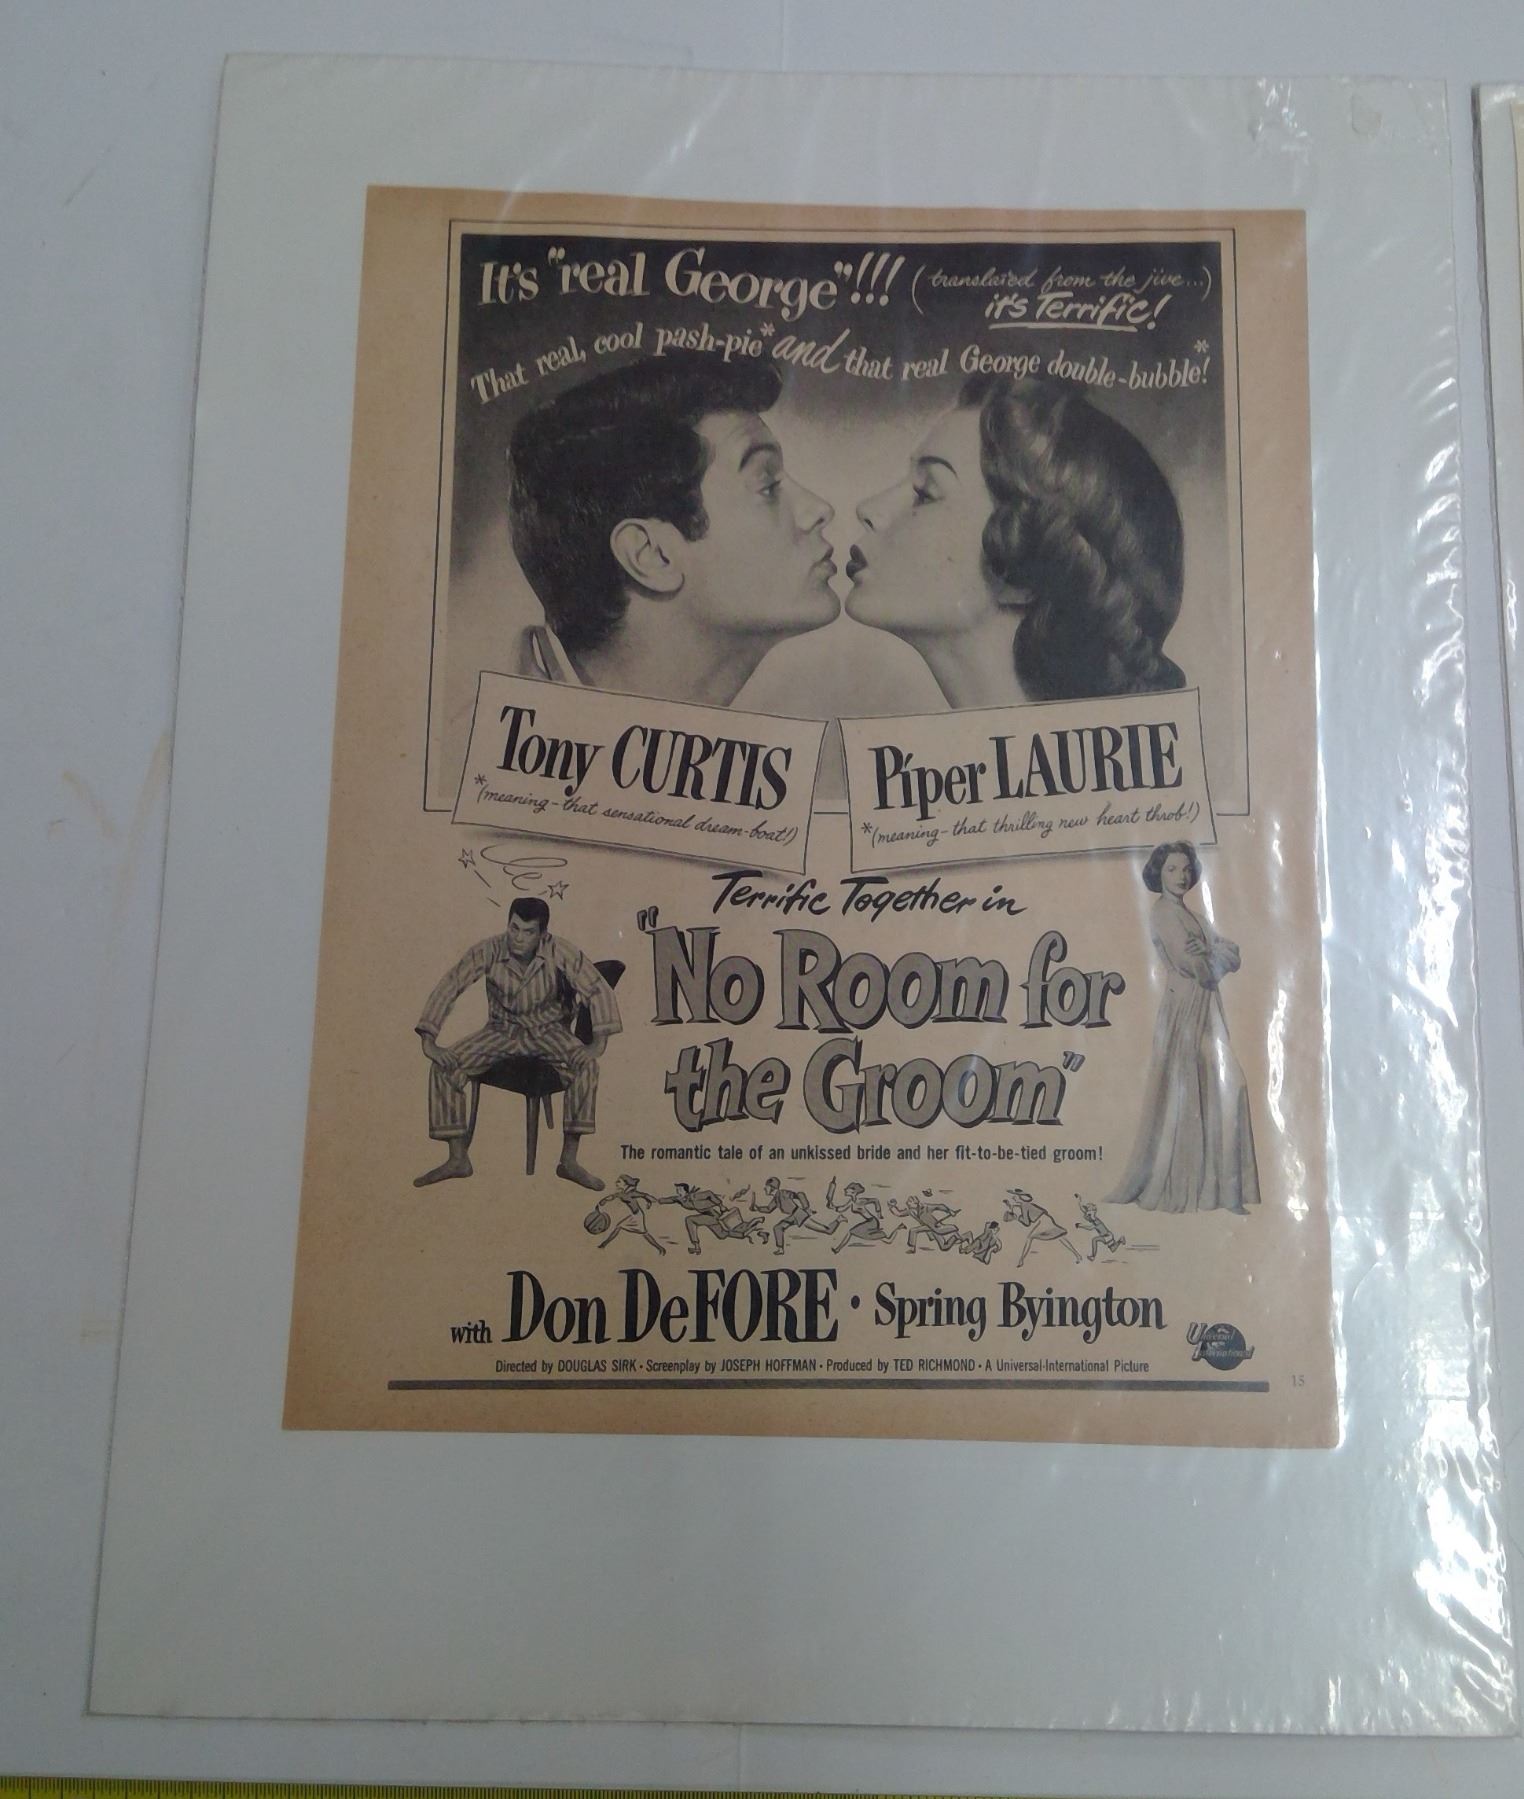 It's "real George"!!! (translated from the jive...)
it's Terrific!
That real, cool pash-pie* and that real George double-bubble*!
Tony CURTIS
*(meaning-that sensational dream-boat!)
Piper LAURIE
*(meaning-that thrilling new heart throb!)
Terrific Together in
"No Room for
the Groom"
The romantic tale of an unkissed bride and her fit-to-be-tied groom!
with Don DeFORE • Spring Byington
Universal
International
Directed by DOUGLAS SIRK • Screenplay by JOSEPH HOFFMAN • Produced by TED RICHMOND • A Universal-International Picture
15